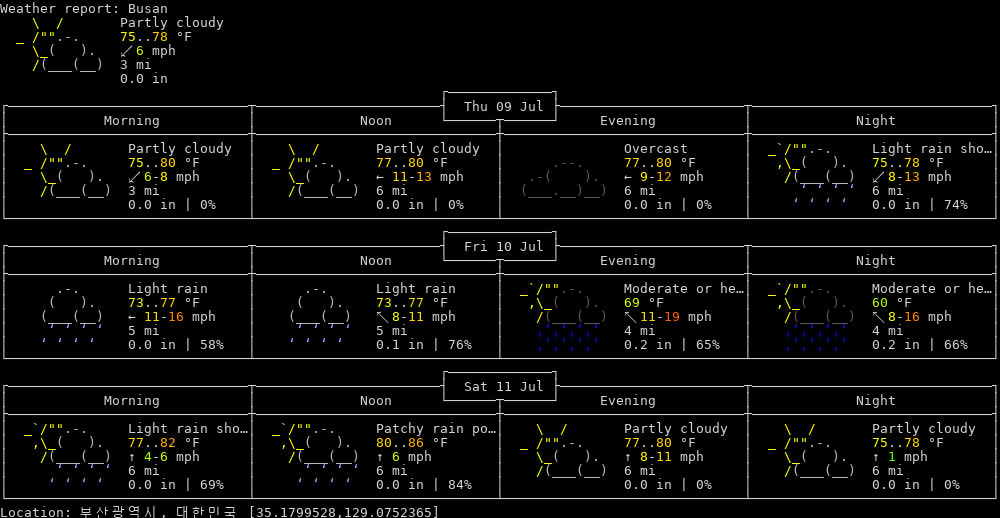 Weather report: Busan
Partly cloudy
75..78 °F
↙ 6 mph
3 mi
0.0 in
Thu 09 Jul
Morning Noon Evening Night
Partly cloudy Partly cloudy Overcast Light rain sho…
75..80 °F 77..80 °F 77..80 °F 75..78 °F
↙ 6-8 mph ← 11-13 mph ← 9-12 mph ↙ 8-13 mph
3 mi 6 mi 6 mi 6 mi
0.0 in | 0% 0.0 in | 0% 0.0 in | 0% 0.0 in | 74%
Fri 10 Jul
Morning Noon Evening Night
Light rain Light rain Moderate or he… Moderate or he…
73..77 °F 73..77 °F 69 °F 60 °F
← 11-16 mph ↖ 8-11 mph ↖ 11-19 mph ↖ 8-16 mph
5 mi 5 mi 4 mi 4 mi
0.0 in | 58% 0.1 in | 76% 0.2 in | 65% 0.2 in | 66%
Sat 11 Jul
Morning Noon Evening Night
Light rain sho… Patchy rain po… Partly cloudy Partly cloudy
77..82 °F 80..86 °F 77..80 °F 75..78 °F
↑ 4-6 mph ↑ 6 mph ↑ 8-11 mph ↑ 1 mph
6 mi 6 mi 6 mi 6 mi
0.0 in | 69% 0.0 in | 84% 0.0 in | 0% 0.0 in | 0%
Location: 부산광역시, 대한민국 [35.1799528,129.0752365]